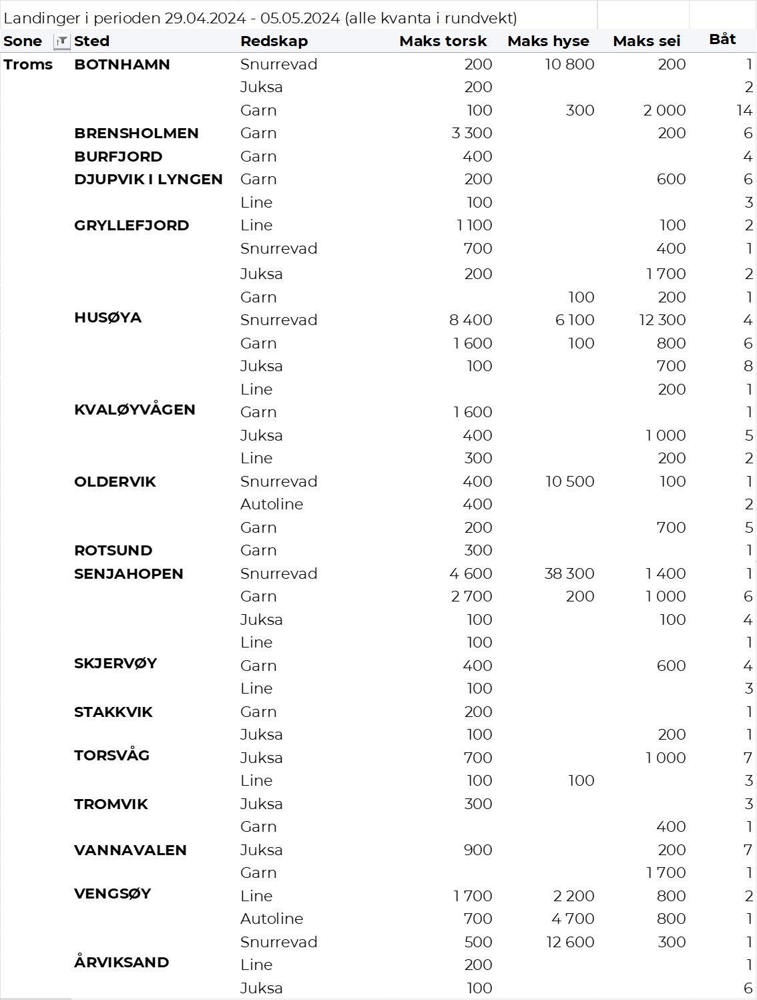 Landinger i perioden 29.04.2024 - 05.05.2024 (alle kvanta i rundvekt)
Sone Sted Redskap Maks torsk Maks hyse Maks sei Båt
Troms BOTNHAMN Snurrevad 200 10 800 200 1
Juksa 200 2
Garn 100 300 2 000 14
BRENSHOLMEN Garn 3 300 200 6
BURFJORD Garn 400 4
DJUPVIK I LYNGEN Garn 200 600 6
Line 100 3
GRYLLEFJORD Line 1 100 100 2
Snurrevad 700 400 1
Juksa 200 1 700 2
Garn 100 200 1
HUSØYA Snurrevad 8 400 6 100 12 300 4
Garn 1 600 100 800 6
Juksa 100 700 8
Line 200 1
KVALØYVÅGEN Garn 1 600 1
Juksa 400 1 000 5
Line 300 200 2
OLDERVIK Snurrevad 400 10 500 100 1
Autoline 400 2
Garn 200 700 5
ROTSUND Garn 300 1
SENJAHOPEN Snurrevad 4 600 38 300 1 400 1
Garn 2 700 200 1 000 6
Juksa 100 100 4
Line 100 1
SKJERVØY Garn 400 600 4
Line 100 3
STAKKVIK Garn 200 1
Juksa 100 200 1
TORSVÅG Juksa 700 1 000 7
Line 100 100 3
TROMVIK Juksa 300 3
Garn 400 1
VANNAVALEN Juksa 900 200 7
Garn 1 700 1
VENGSØY Line 1 700 2 200 800 2
Autoline 700 4 700 800 1
Snurrevad 500 12 600 300 1
ÅRVIKSAND Line 200 1
Juksa 100 6